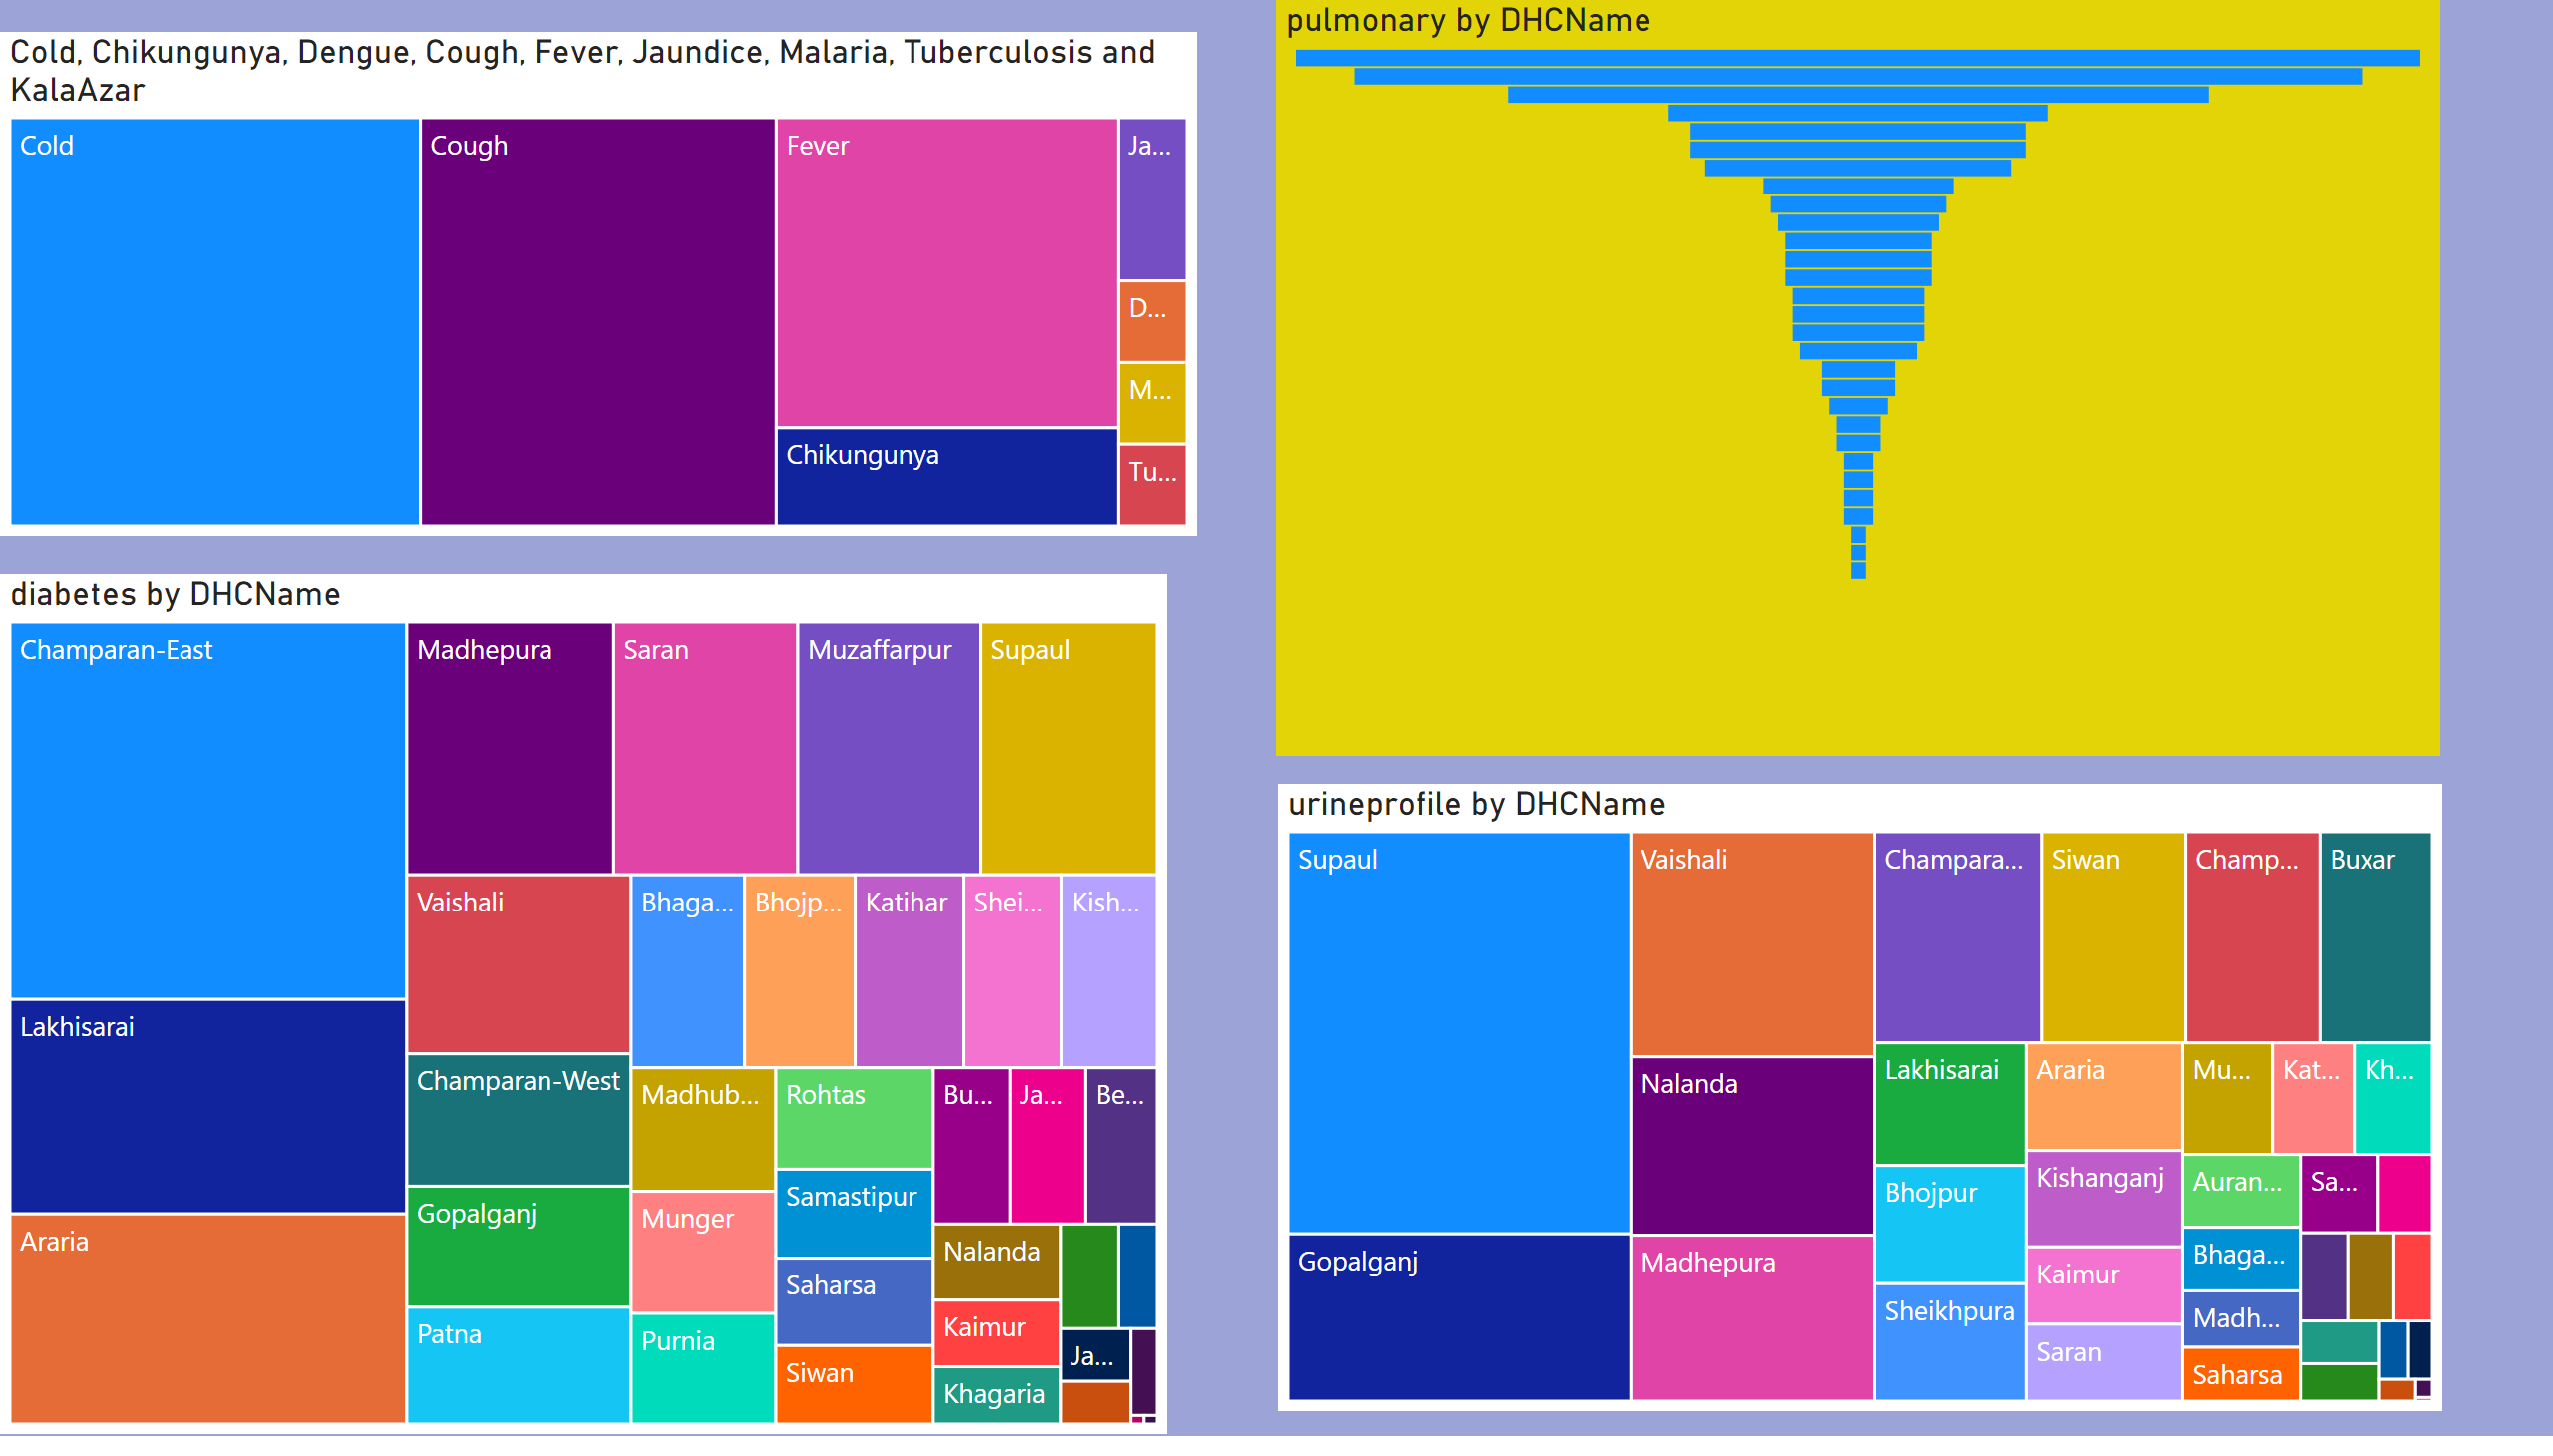 Cold, Chikungunya, Dengue, Cough, Fever, Jaundice, Malaria, Tuberculosis and
KalaAzar
Cold
Cough
Fever
Ja...
D...
M...
Chikungunya
Tu...
diabetes by DHCName
Champaran-East
Madhepura
Saran
Muzaffarpur
Supaul
Vaishali
Bhaga...
Bhojp...
Katihar
Shei...
Kish...
Lakhisarai
Champaran-West
Madhub...
Rohtas
Bu...
Ja...
Be...
Samastipur
Gopalganj
Munger
Araria
Nalanda
Saharsa
Kaimur
Patna
Purnia
Ja...
Siwan
Khagaria
pulmonary by DHCName
urineprofile by DHCName
Supaul
Vaishali
Champara...
Siwan
Champ...
Buxar
Nalanda
Lakhisarai
Araria
Mu...
Kat...
Kh...
Kishanganj
Auran...
Sa...
Bhojpur
Gopalganj
Madhepura
Bhaga...
Kaimur
Sheikhpura
Madh...
Saran
Saharsa